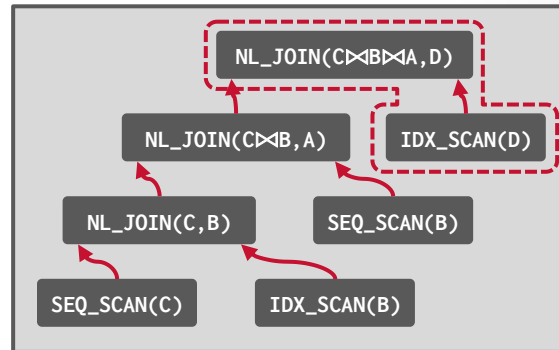 NL_JOIN(C⨝B⨝A,D)
NL_JOIN(C⨝B,A)
IDX_SCAN(D)
NL_JOIN(C,B)
SEQ_SCAN(B)
SEQ_SCAN(C)
IDX_SCAN(B)